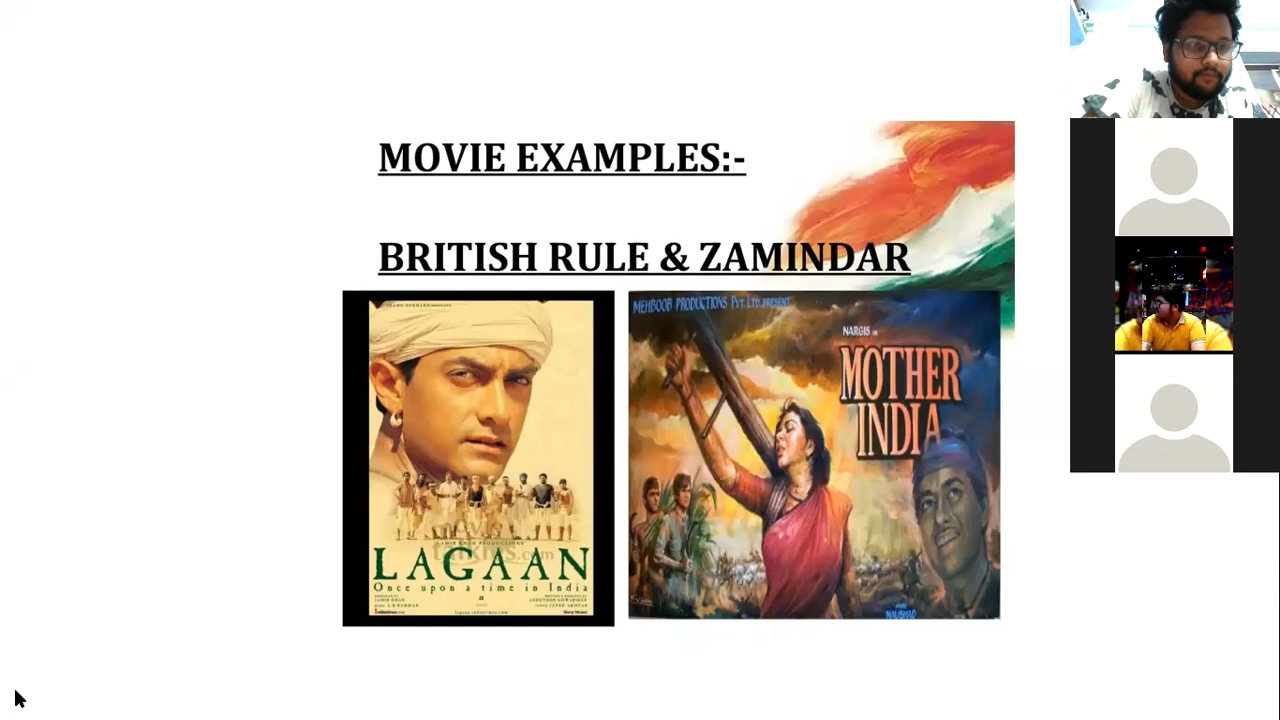 MOVIE EXAMPLES:-
BRITISH RULE & ZAMINDAR
LAGAAN
Once upon a time in India
MEHBOOB PRODUCTIONS PVT. LTD. PRESENT
NARGIS IN
MOTHER
INDIA
NAUSHAD